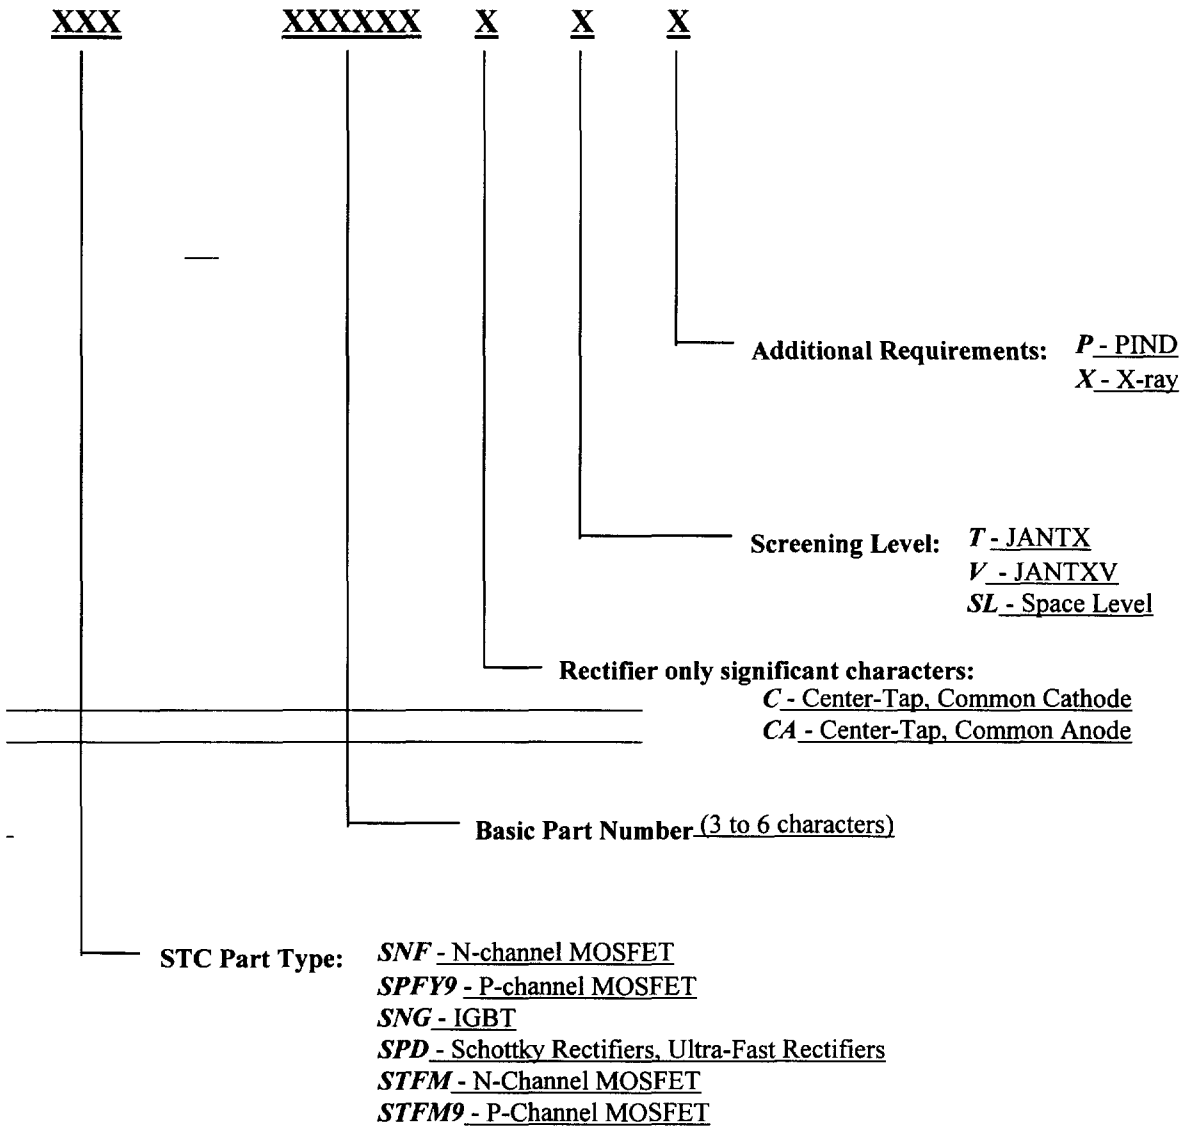 XXX XXXXXX X X X
Additional Requirements: P - PIND
X - X-ray
Screening Level: T - JANTX
V - JANTXV
SL - Space Level
Rectifier only significant characters:
C - Center-Tap, Common Cathode
CA - Center-Tap, Common Anode
Basic Part Number (3 to 6 characters)
STC Part Type: SNF - N-channel MOSFET
SPFY9 - P-channel MOSFET
SNG - IGBT
SPD - Schottky Rectifiers, Ultra-Fast Rectifiers
STFM - N-Channel MOSFET
STFM9 - P-Channel MOSFET